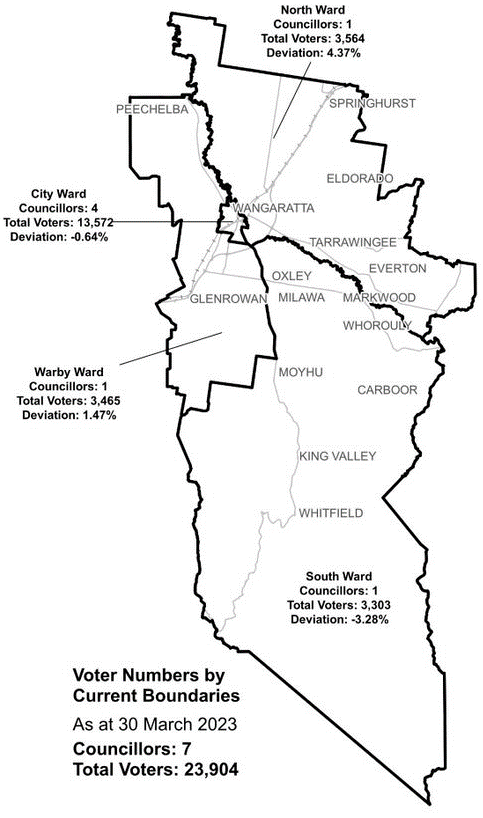 North Ward
Councillors: 1
Total Voters: 3,564
Deviation: 4.37%
PEECHELBA
SPRINGHURST
ELDORADO
City Ward
Councillors: 4
Total Voters: 13,572
Deviation: -0.64%
WANGARATTA
TARRAWINGEE
EVERTON
OXLEY
GLENROWAN
MILAWA
MARKWOOD
WHOROULY
Warby Ward
Councillors: 1
Total Voters: 3,465
Deviation: 1.47%
MOYHU
CARBOOR
KING VALLEY
WHITFIELD
South Ward
Councillors: 1
Total Voters: 3,303
Deviation: -3.28%
Voter Numbers by
Current Boundaries
As at 30 March 2023
Councillors: 7
Total Voters: 23,904